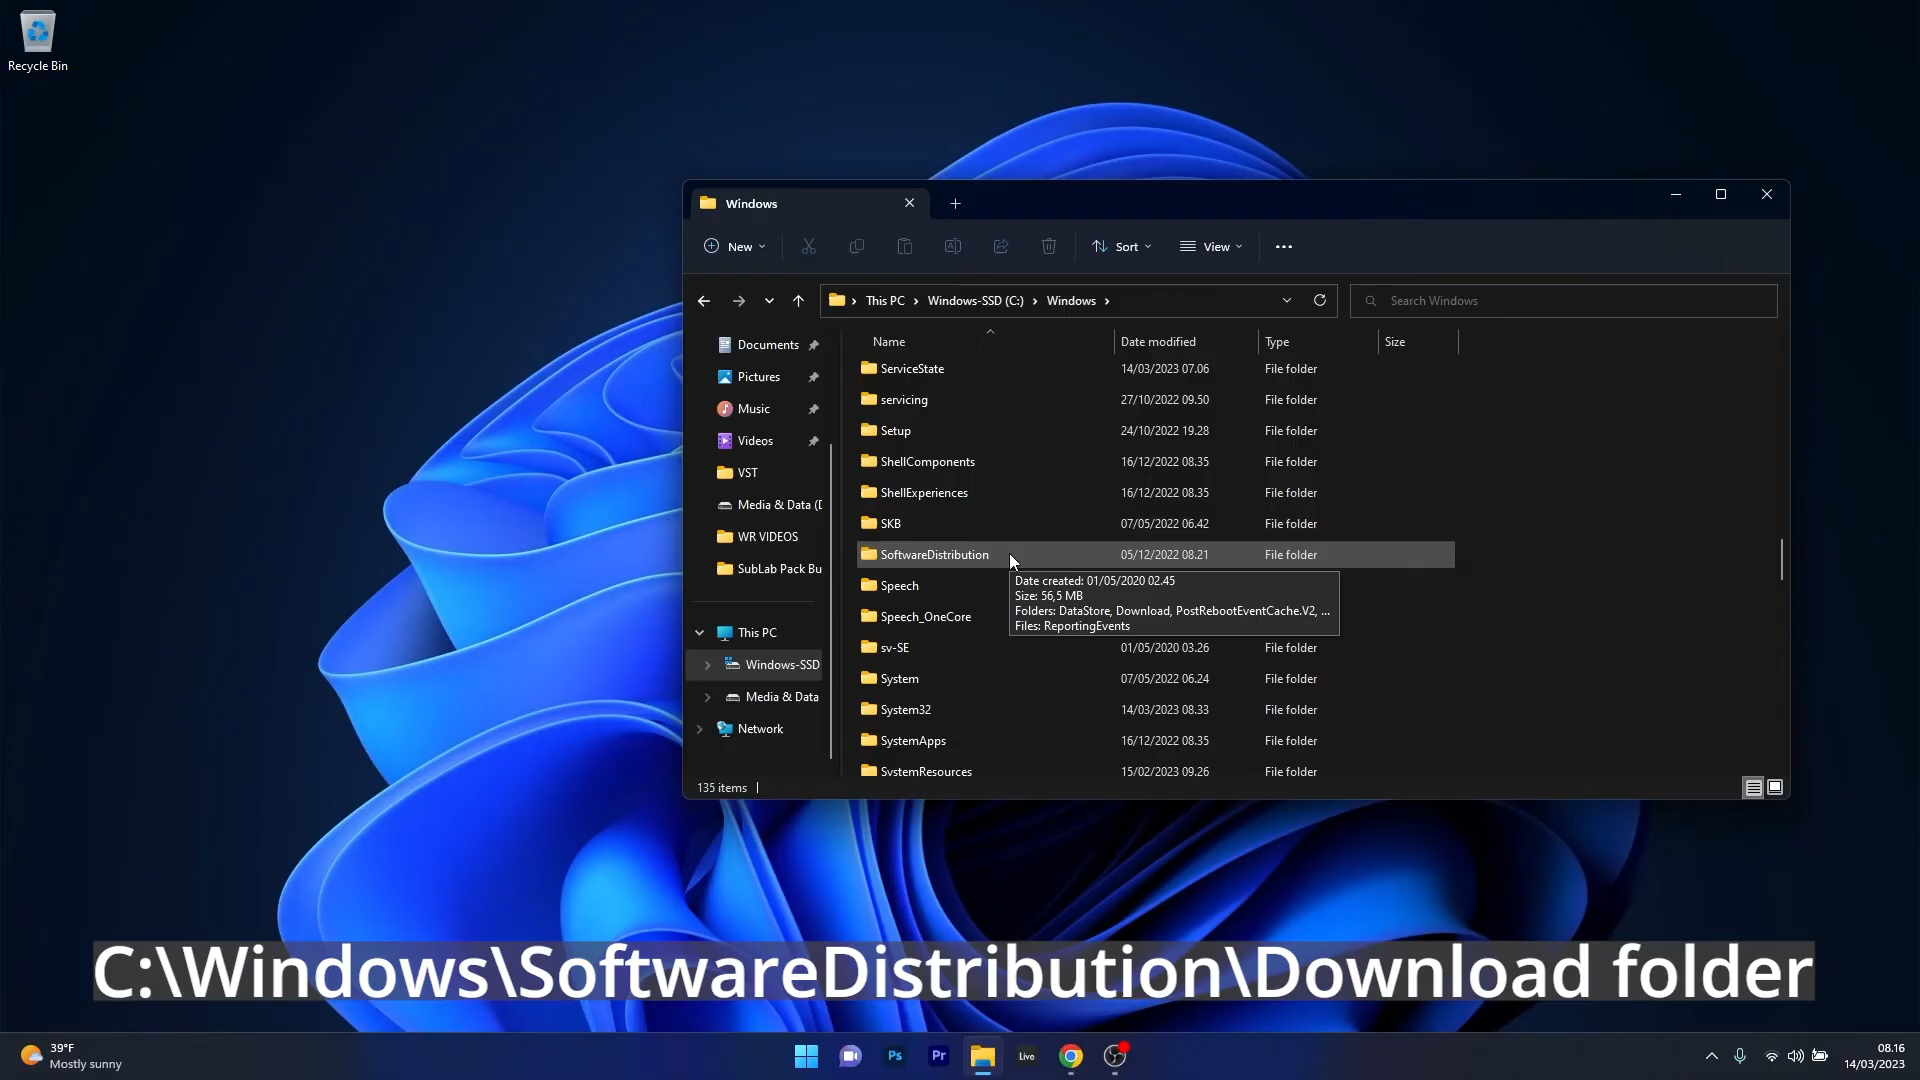 Recycle Bin
Windows
New
Sort
View
This PC
Windows-SSD (C:)
Windows
Search Windows
Documents
Pictures
Music
Videos
VST
Media & Data (D
WR VIDEOS
SubLab Pack Bu
This PC
Windows-SSD
Media & Data
Network
Name Date modified Type Size
ServiceState 14/03/2023 07.06 File folder
servicing 27/10/2022 09.50 File folder
Setup 24/10/2022 19.28 File folder
ShellComponents 16/12/2022 08.35 File folder
ShellExperiences 16/12/2022 08.35 File folder
SKB 07/05/2022 06.42 File folder
SoftwareDistribution 05/12/2022 08.21 File folder
Speech
Speech_OneCore
sv-SE 01/05/2020 03.26 File folder
System 07/05/2022 06.24 File folder
System32 14/03/2023 08.33 File folder
SystemApps 16/12/2022 08.35 File folder
SystemResources 15/02/2023 09.26 File folder
Date created: 01/05/2020 02.45
Size: 56,5 MB
Folders: DataStore, Download, PostRebootEventCache.V2, ...
Files: ReportingEvents
135 items
C:\Windows\SoftwareDistribution\Download folder
39°F
Mostly sunny
Ps
Pr
Live
08.16
14/03/2023